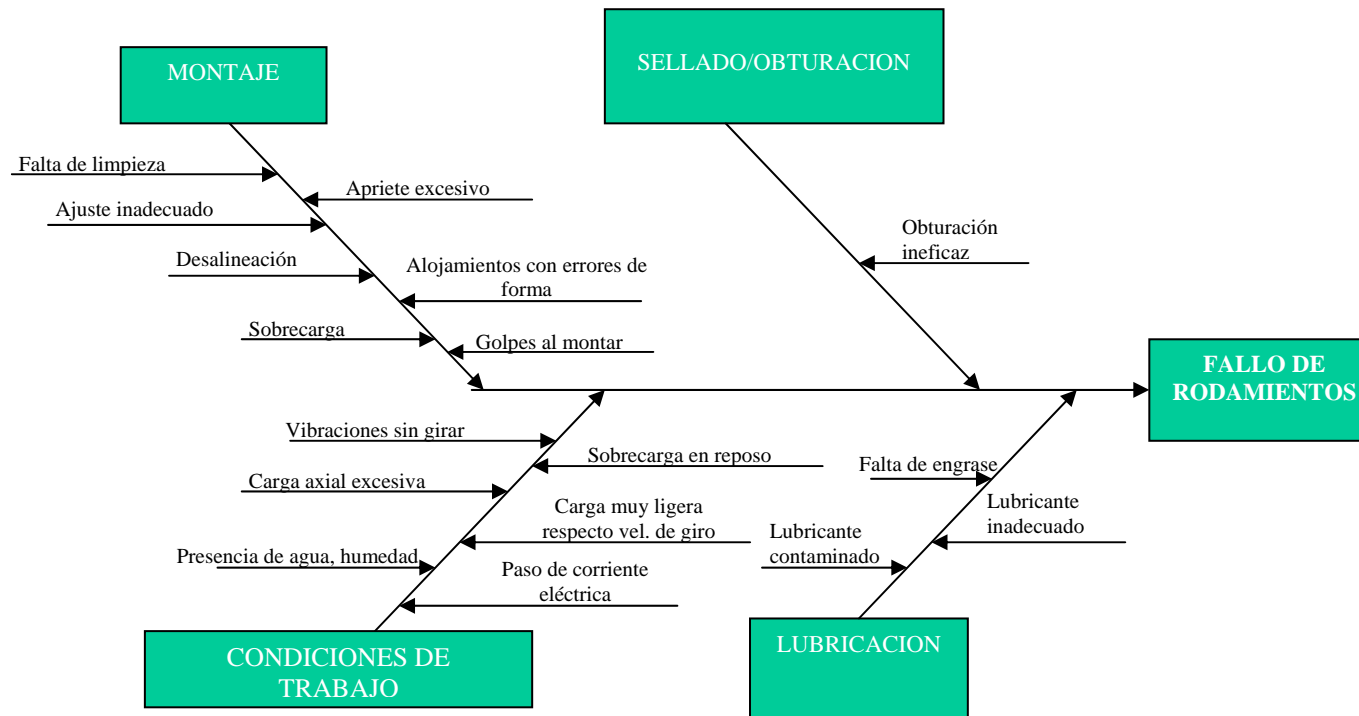 MONTAJE
SELLADO/OBTURACION
Falta de limpieza
Apriete excesivo
Ajuste inadecuado
Desalineación
Alojamientos con errores de
forma
Sobrecarga
Golpes al montar
Obturación
ineficaz
FALLO DE
RODAMIENTOS
Vibraciones sin girar
Sobrecarga en reposo
Carga axial excesiva
Carga muy ligera
respecto vel. de giro
Presencia de agua, humedad
Paso de corriente
eléctrica
Falta de engrase
Lubricante
inadecuado
Lubricante
contaminado
CONDICIONES DE
TRABAJO
LUBRICACION